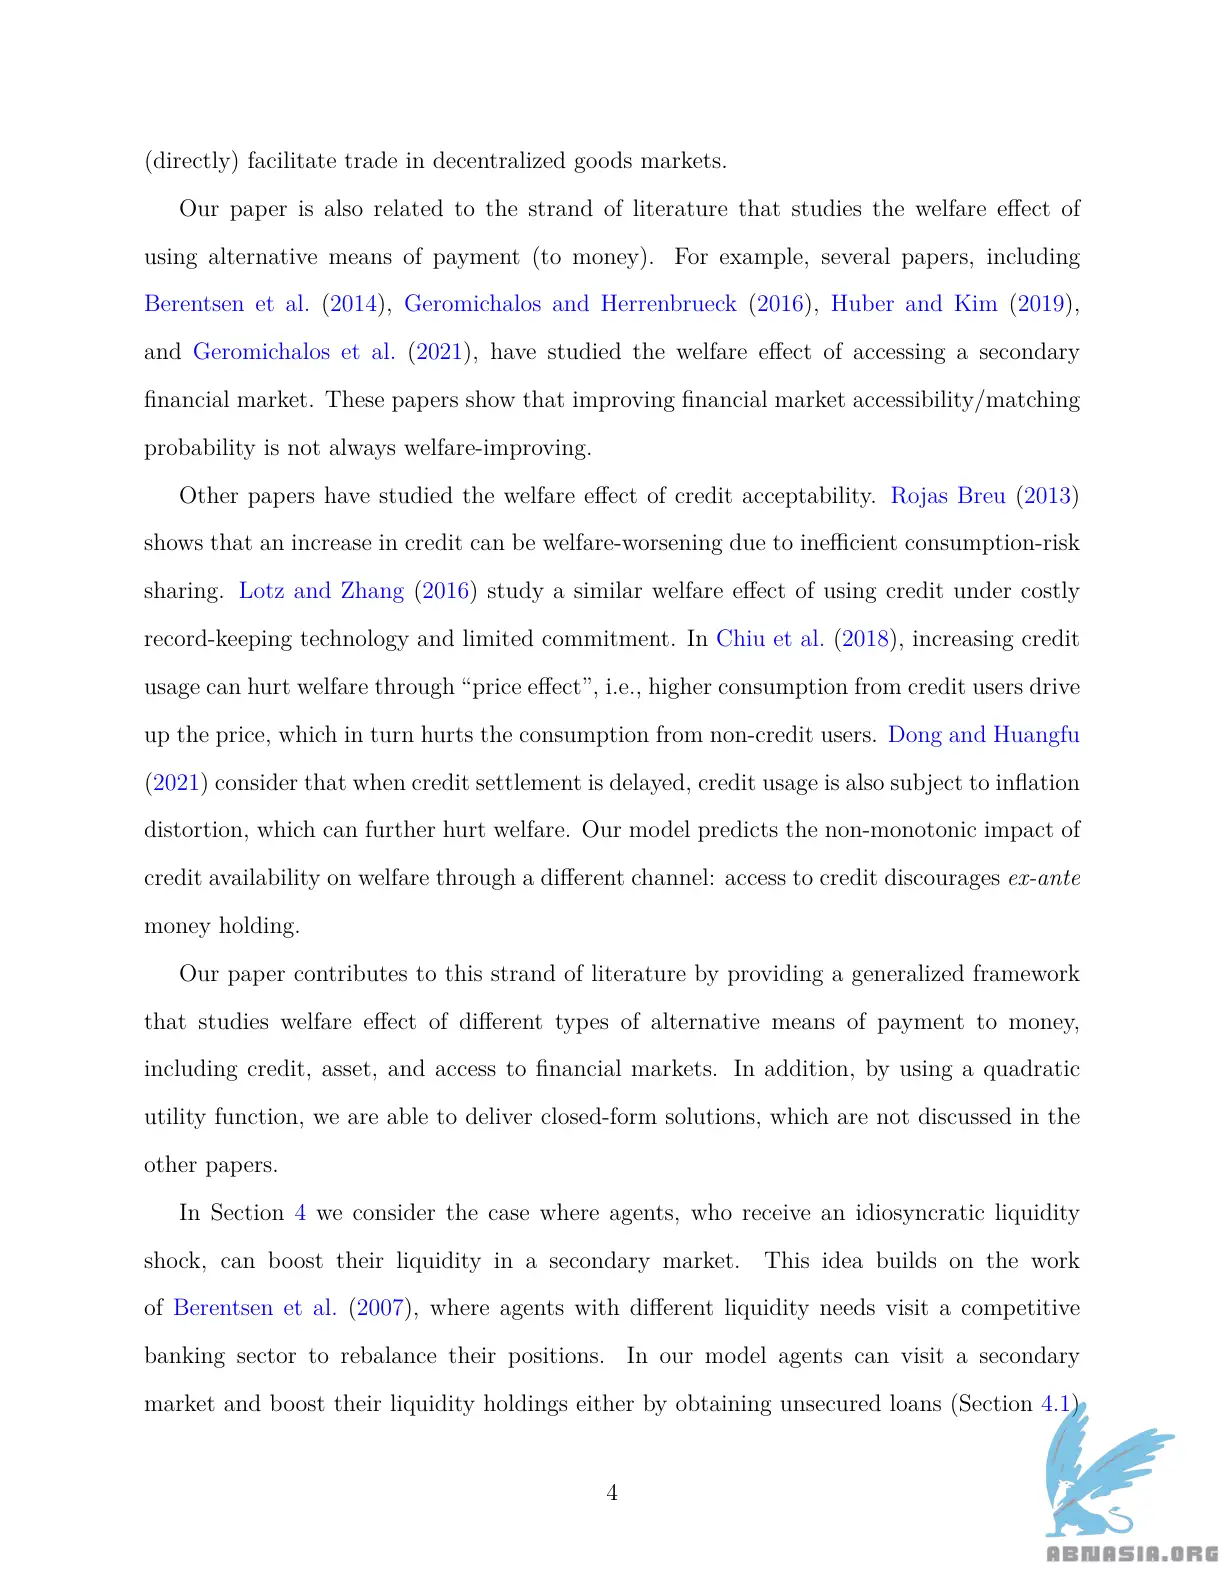 (directly) facilitate trade in decentralized goods markets.
Our paper is also related to the strand of literature that studies the welfare effect of
using alternative means of payment (to money). For example, several papers, including
Berentsen et al. (2014), Geromichalos and Herrenbrueck (2016), Huber and Kim (2019),
and Geromichalos et al. (2021), have studied the welfare effect of accessing a secondary
financial market. These papers show that improving financial market accessibility/matching
probability is not always welfare-improving.
Other papers have studied the welfare effect of credit acceptability. Rojas Breu (2013)
shows that an increase in credit can be welfare-worsening due to inefficient consumption-risk
sharing. Lotz and Zhang (2016) study a similar welfare effect of using credit under costly
record-keeping technology and limited commitment. In Chiu et al. (2018), increasing credit
usage can hurt welfare through “price effect”, i.e., higher consumption from credit users drive
up the price, which in turn hurts the consumption from non-credit users. Dong and Huangfu
(2021) consider that when credit settlement is delayed, credit usage is also subject to inflation
distortion, which can further hurt welfare. Our model predicts the non-monotonic impact of
credit availability on welfare through a different channel: access to credit discourages ex-ante
money holding.
Our paper contributes to this strand of literature by providing a generalized framework
that studies welfare effect of different types of alternative means of payment to money,
including credit, asset, and access to financial markets. In addition, by using a quadratic
utility function, we are able to deliver closed-form solutions, which are not discussed in the
other papers.
In Section 4 we consider the case where agents, who receive an idiosyncratic liquidity
shock, can boost their liquidity in a secondary market. This idea builds on the work
of Berentsen et al. (2007), where agents with different liquidity needs visit a competitive
banking sector to rebalance their positions. In our model agents can visit a secondary
market and boost their liquidity holdings either by obtaining unsecured loans (Section 4.1)
4
ABNASIA.ORG